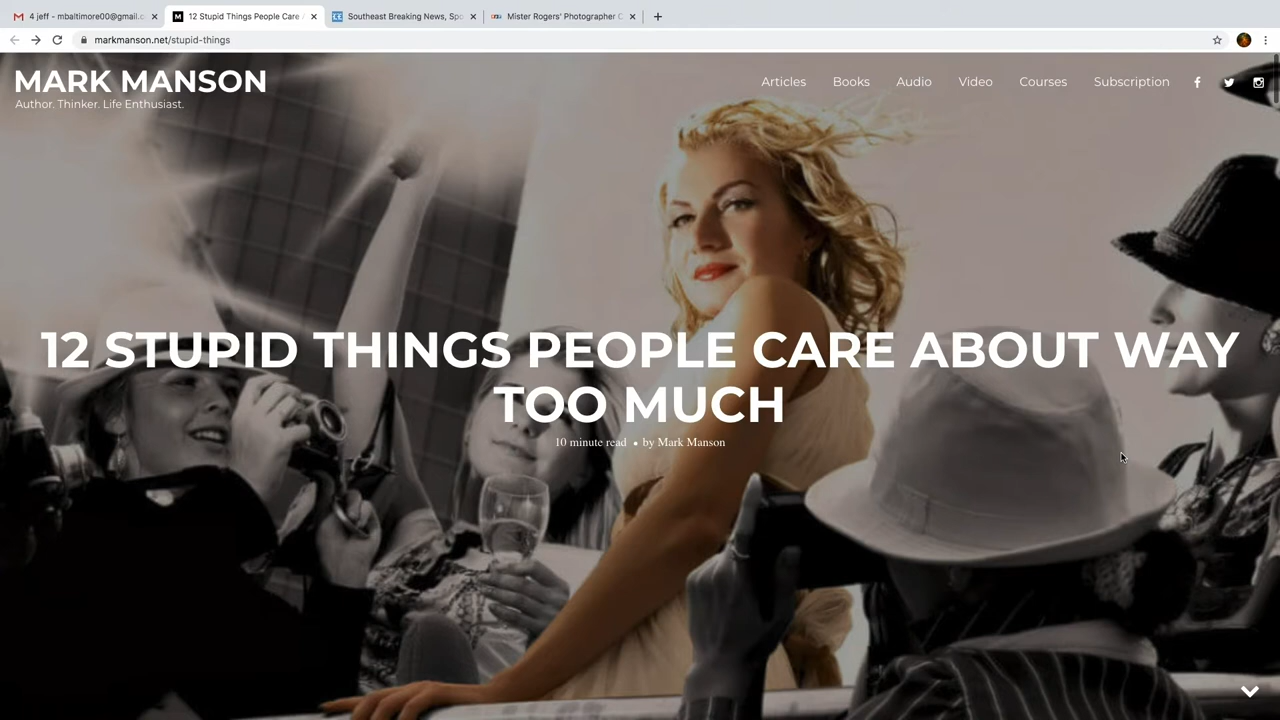 4 jeff - mbaltimore00@gmail.c
12 Stupid Things People Care
Southeast Breaking News, Spo
Mister Rogers' Photographer
markmanson.net/stupid-things
MARK MANSON
Author. Thinker. Life Enthusiast.
Articles Books Audio Video Courses Subscription
12 STUPID THINGS PEOPLE CARE ABOUT WAY
TOO MUCH
10 minute read • by Mark Manson